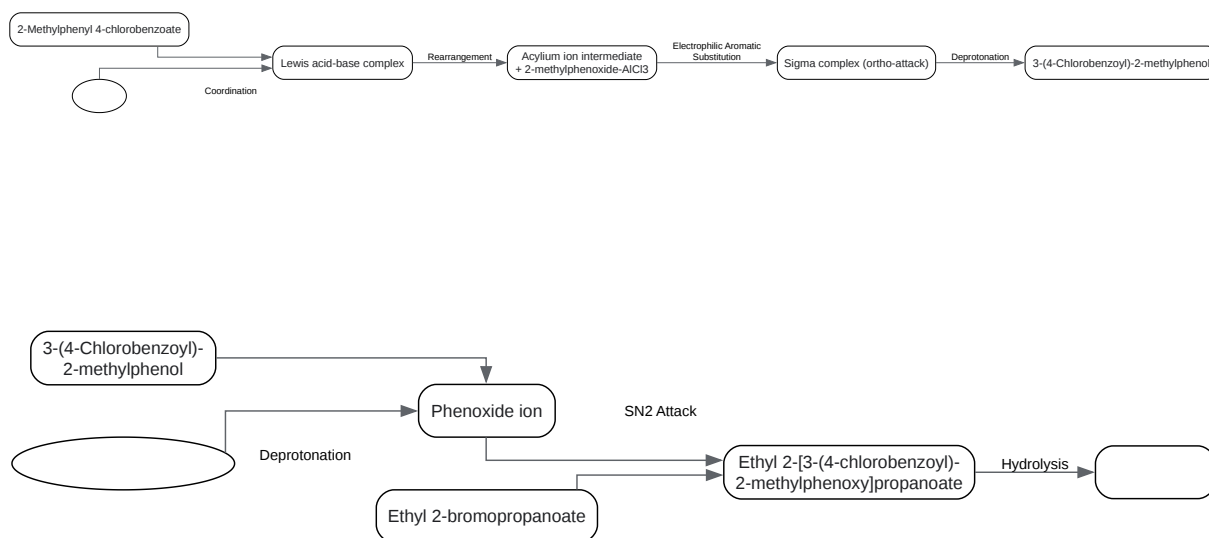 2-Methylphenyl 4-chlorobenzoate
Lewis acid-base complex
Coordination
Rearrangement
Acylium ion intermediate
+ 2-methylphenoxide-AlCl3
Electrophilic Aromatic
Substitution
Sigma complex (ortho-attack)
Deprotonation
3-(4-Chlorobenzoyl)-2-methylphenol
3-(4-Chlorobenzoyl)-
2-methylphenol
Deprotonation
Phenoxide ion
SN2 Attack
Ethyl 2-bromopropanoate
Ethyl 2-[3-(4-chlorobenzoyl)-
2-methylphenoxy]propanoate
Hydrolysis